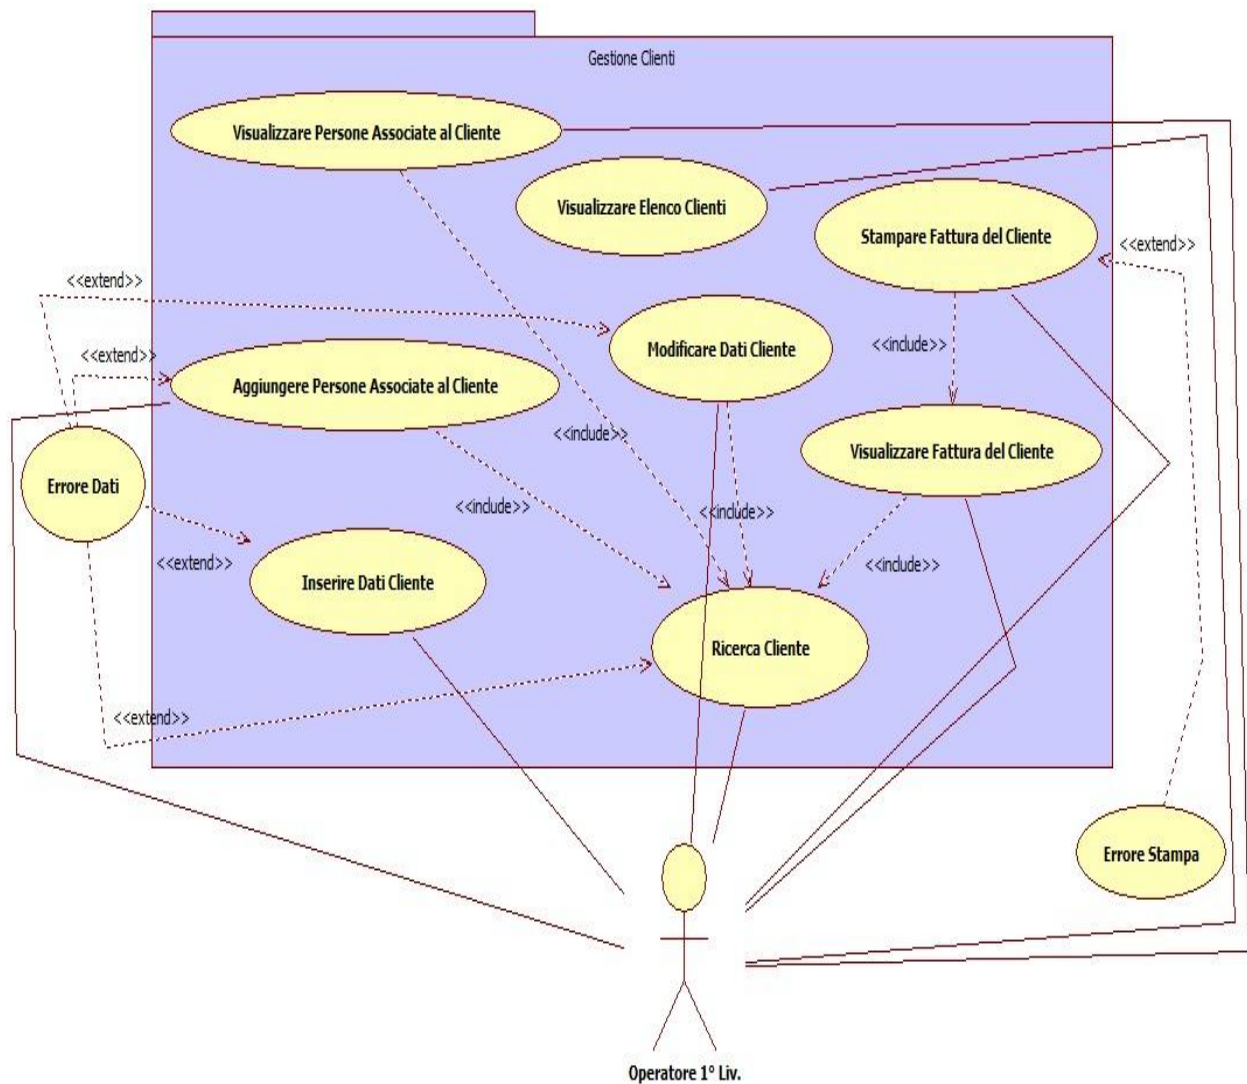 Gestione Clienti
Visualizzare Persone Associate al Cliente
Visualizzare Elenco Clienti
Stampare Fattura del Cliente
<<extend>>
<<extend>>
Modificare Dati Cliente
<<include>>
<<extend>>
Aggiungere Persone Associate al Cliente
<<include>>
Visualizzare Fattura del Cliente
Errore Dati
<<include>>
<<include>>
<<extend>>
<<include>>
Inserire Dati Cliente
Ricerca Cliente
<<extend>>
Errore Stampa
Operatore 1° Liv.